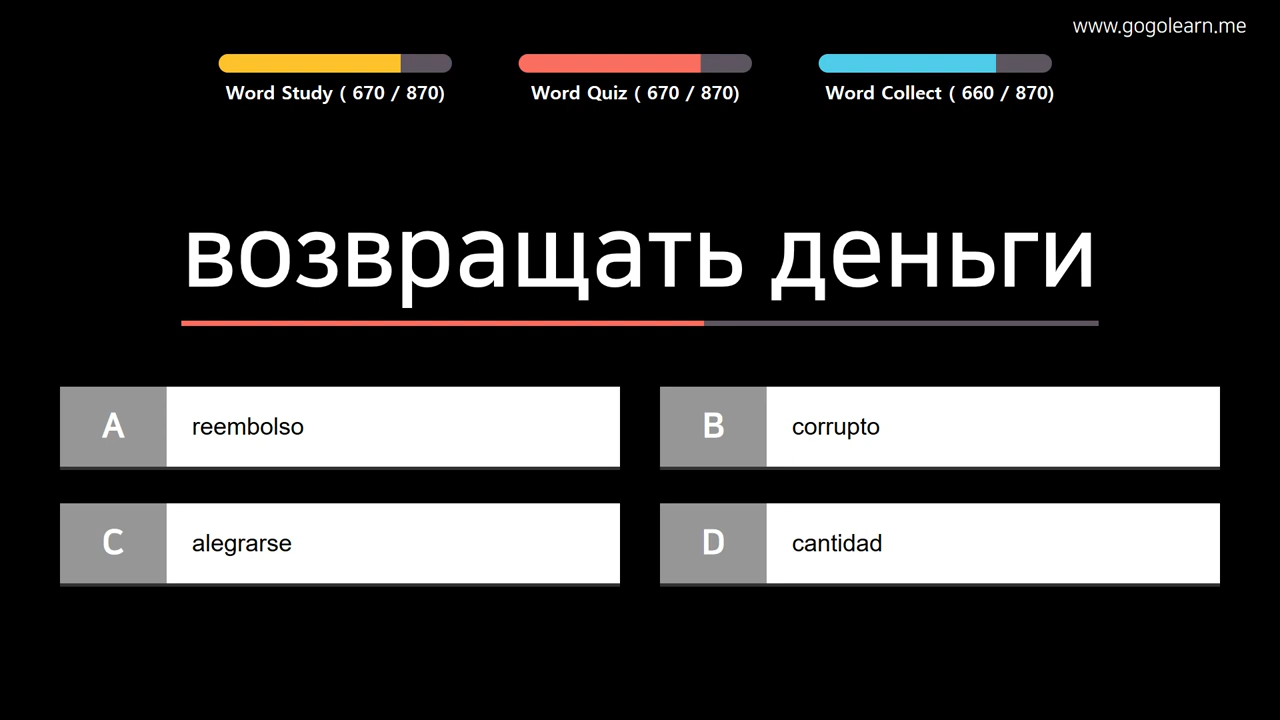 www.gogolearn.me
Word Study ( 670 / 870)
Word Quiz ( 670 / 870)
Word Collect ( 660 / 870)
возвращать деньги
A reembolso
B corrupto
C alegrarse
D cantidad